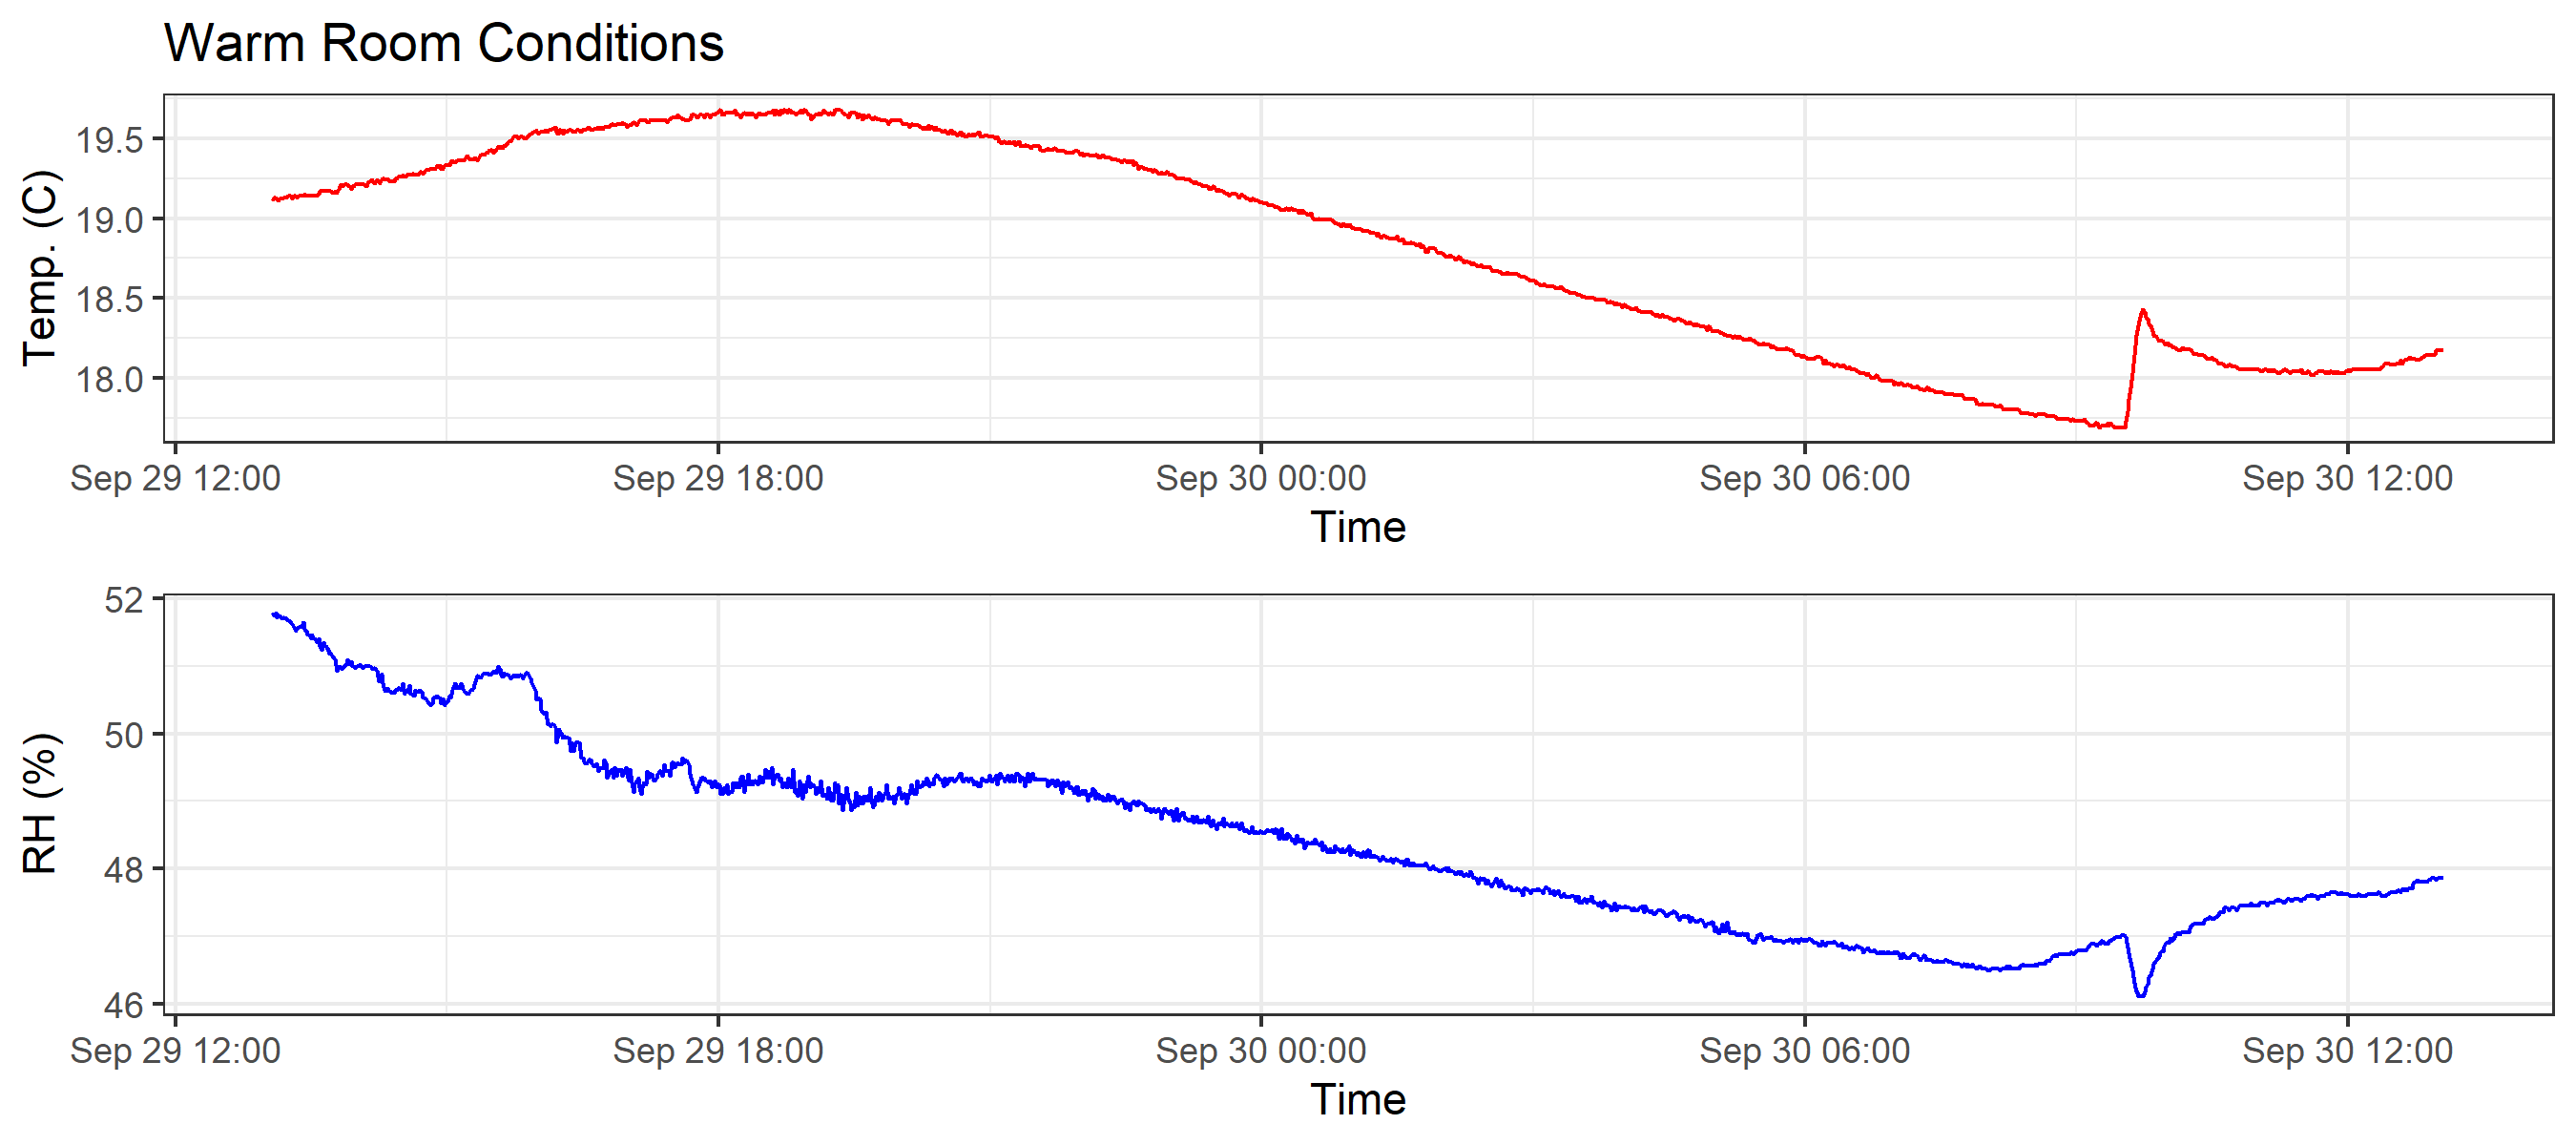 Warm Room Conditions
Temp. (C)
19.5
19.0
18.5
18.0
Sep 29 12:00 Sep 29 18:00 Sep 30 00:00 Sep 30 06:00 Sep 30 12:00
Time
RH (%)
52
50
48
46
Sep 29 12:00 Sep 29 18:00 Sep 30 00:00 Sep 30 06:00 Sep 30 12:00
Time